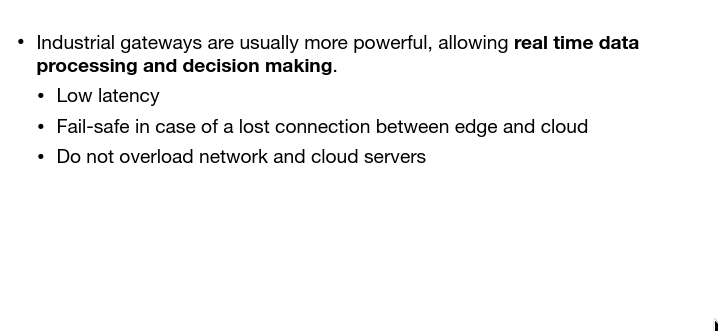 • Industrial gateways are usually more powerful, allowing real time data
processing and decision making.
• Low latency
• Fail-safe in case of a lost connection between edge and cloud
• Do not overload network and cloud servers